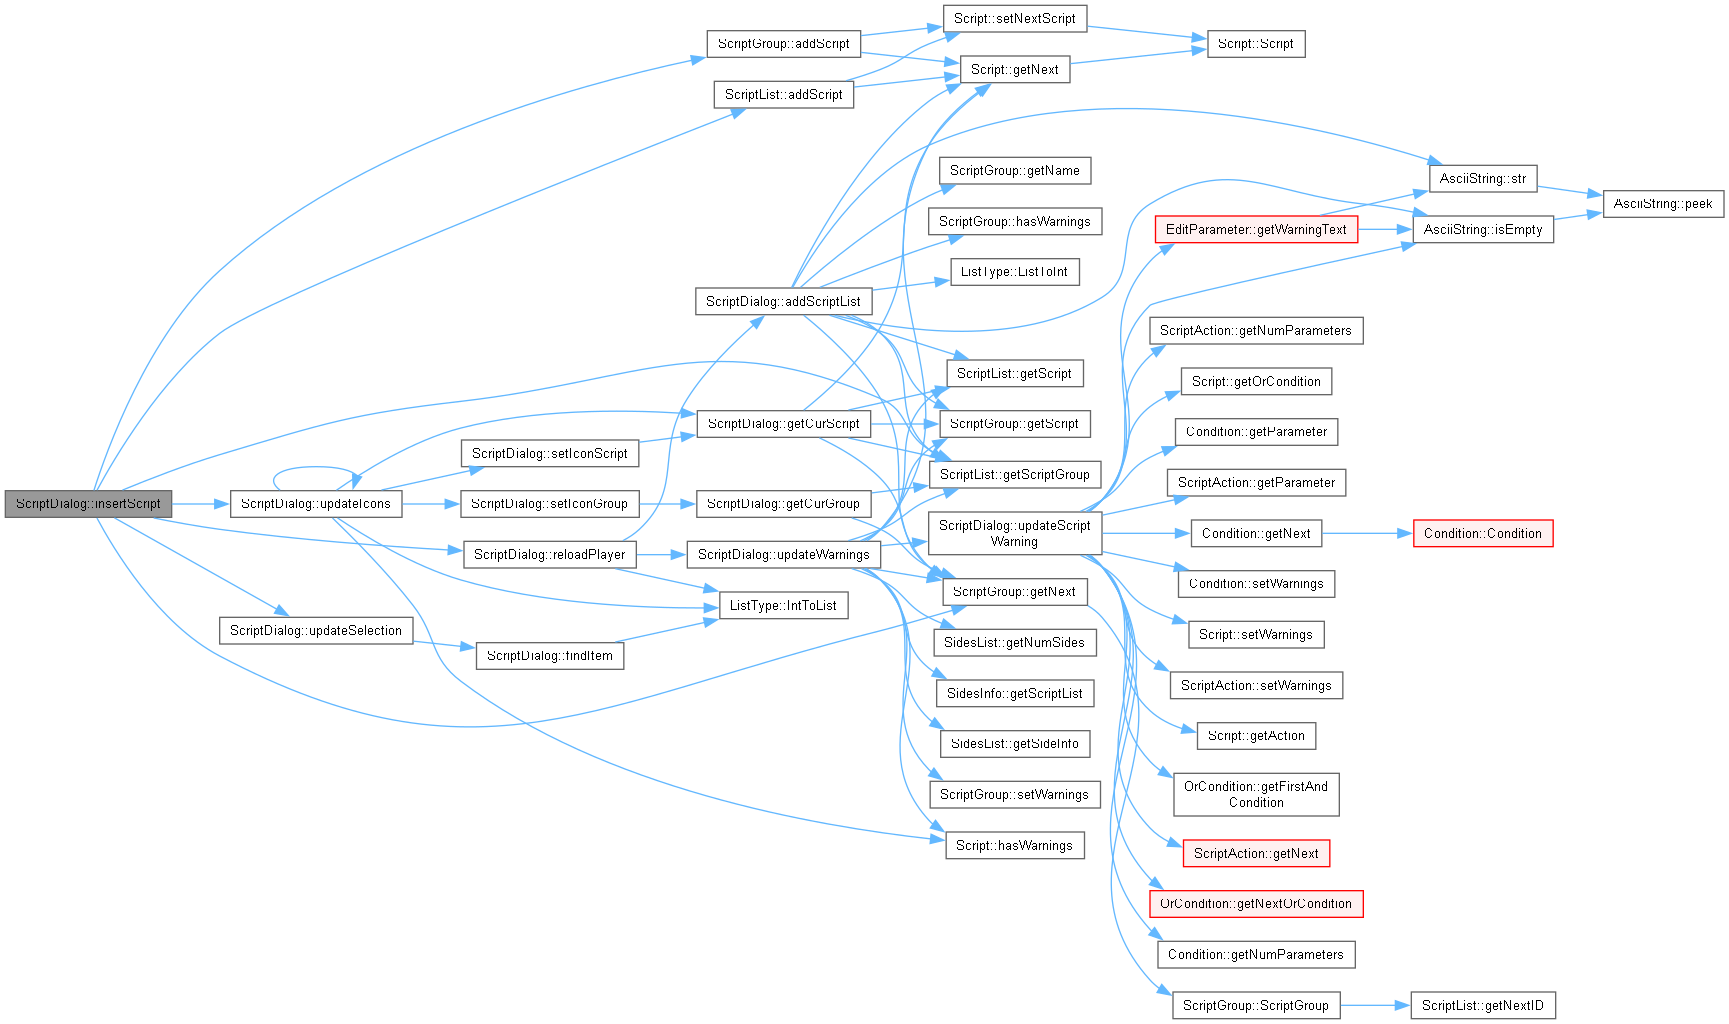 Script::setNextScript
ScriptGroup::addScript
Script::Script
Script::getNext
ScriptList::addScript
ScriptGroup::getName
AsciiString::str
AsciiString::peek
ScriptGroup::hasWarnings
EditParameter::getWarningText
AsciiString::isEmpty
ListType::ListToInt
ScriptDialog::addScriptList
ScriptAction::getNumParameters
ScriptList::getScript
Script::getOrCondition
ScriptDialog::getCurScript
ScriptGroup::getScript
Condition::getParameter
ScriptDialog::setIconScript
ScriptList::getScriptGroup
ScriptAction::getParameter
ScriptDialog::insertScript
ScriptDialog::updateIcons
ScriptDialog::setIconGroup
ScriptDialog::getCurGroup
ScriptDialog::updateScript
Warning
Condition::getNext
Condition::Condition
ScriptDialog::reloadPlayer
ScriptDialog::updateWarnings
Condition::setWarnings
ScriptGroup::getNext
ListType::IntToList
ScriptDialog::updateSelection
Script::setWarnings
SidesList::getNumSides
ScriptDialog::findItem
ScriptAction::setWarnings
SidesInfo::getScriptList
Script::getAction
SidesList::getSideInfo
OrCondition::getFirstAnd
Condition
ScriptGroup::setWarnings
Script::hasWarnings
ScriptAction::getNext
OrCondition::getNextOrCondition
Condition::getNumParameters
ScriptGroup::ScriptGroup
ScriptList::getNextID